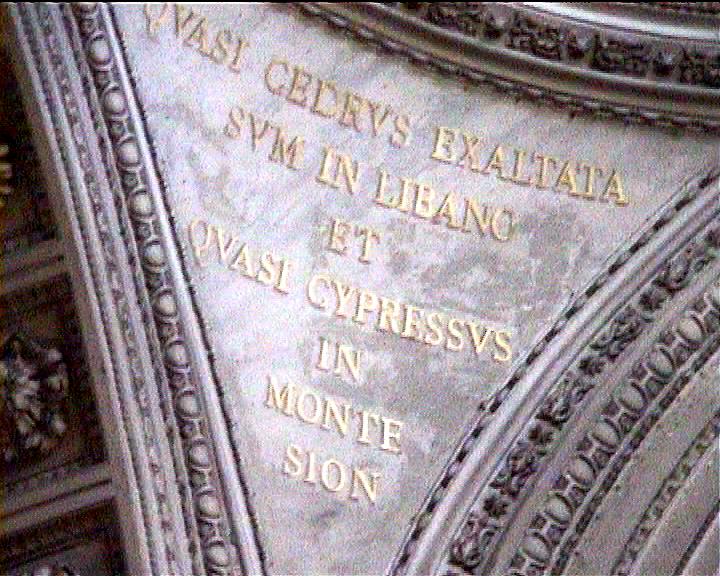 QVASI CEDRVS EXALTATA
SVM IN LIBANO
ET
QVASI CYPRESSVS
IN
MONTE
SION